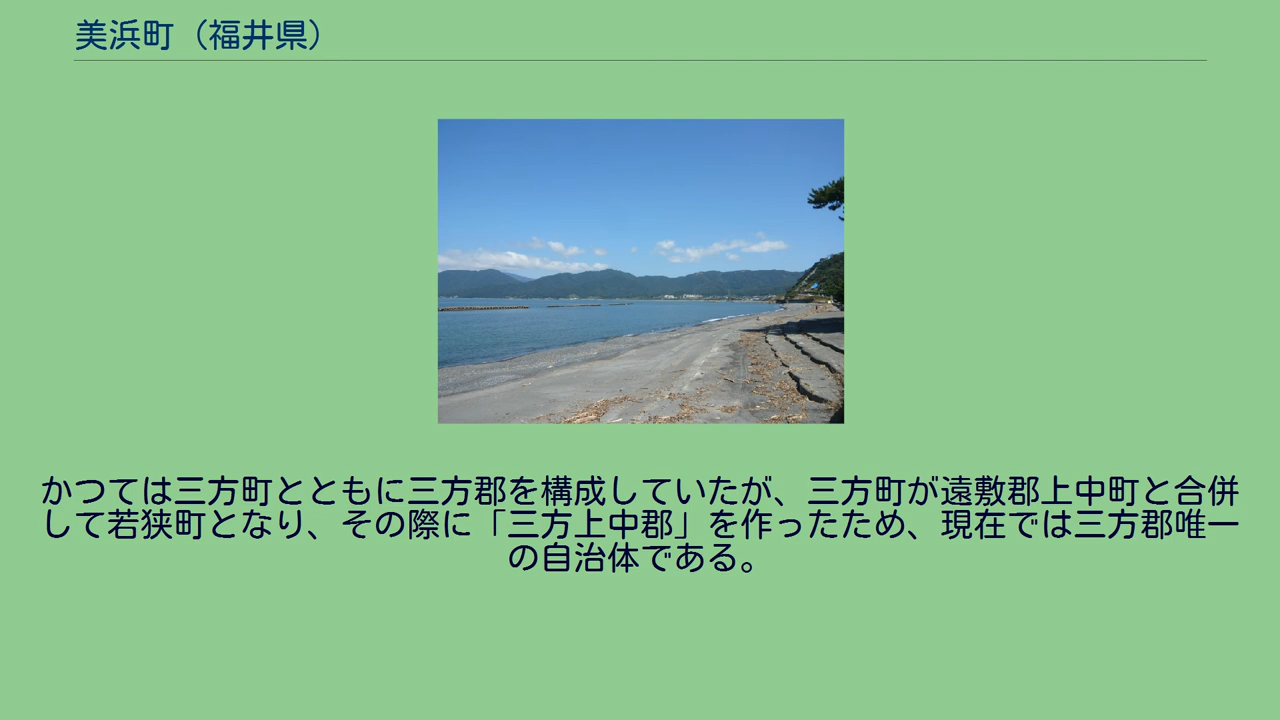 美浜町（福井県）
かつては三方町とともに三方郡を構成していたが、三方町が遠敷郡上中町と合併
して若狭町となり、その際に「三方上中郡」を作ったため、現在では三方郡唯一
の自治体である。